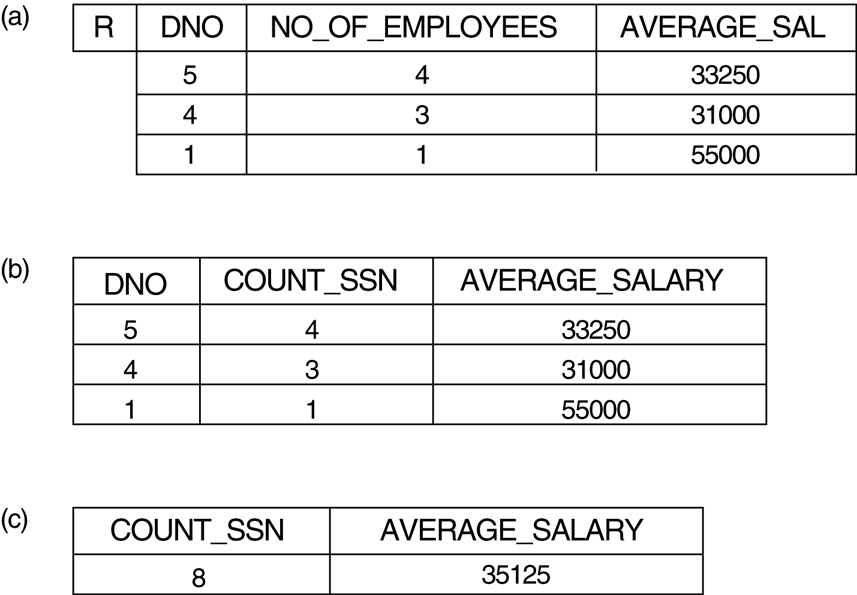 (a) R DNO NO_OF_EMPLOYEES AVERAGE_SAL
5 4 33250
4 3 31000
1 1 55000
(b) DNO COUNT_SSN AVERAGE_SALARY
5 4 33250
4 3 31000
1 1 55000
(c) COUNT_SSN AVERAGE_SALARY
8 35125